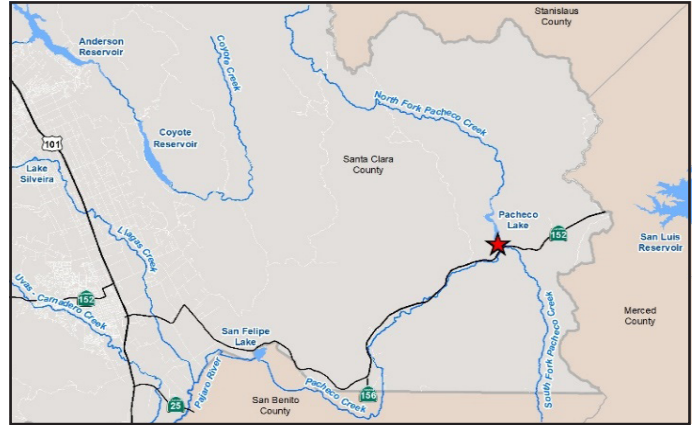 Stanislaus
County
Anderson
Reservoir
Coyote Creek
North Fork Pacheco Creek
101
Coyote
Reservoir
Lake
Silveira
Santa Clara
County
Pacheco
Lake
152
San Luis
Reservoir
Llagas Creek
Uvas - Carnadero Creek
152
Merced
County
South Fork Pacheco Creek
San Felipe
Lake
Pajaro River
Pacheco Creek
156
25
San Benito
County